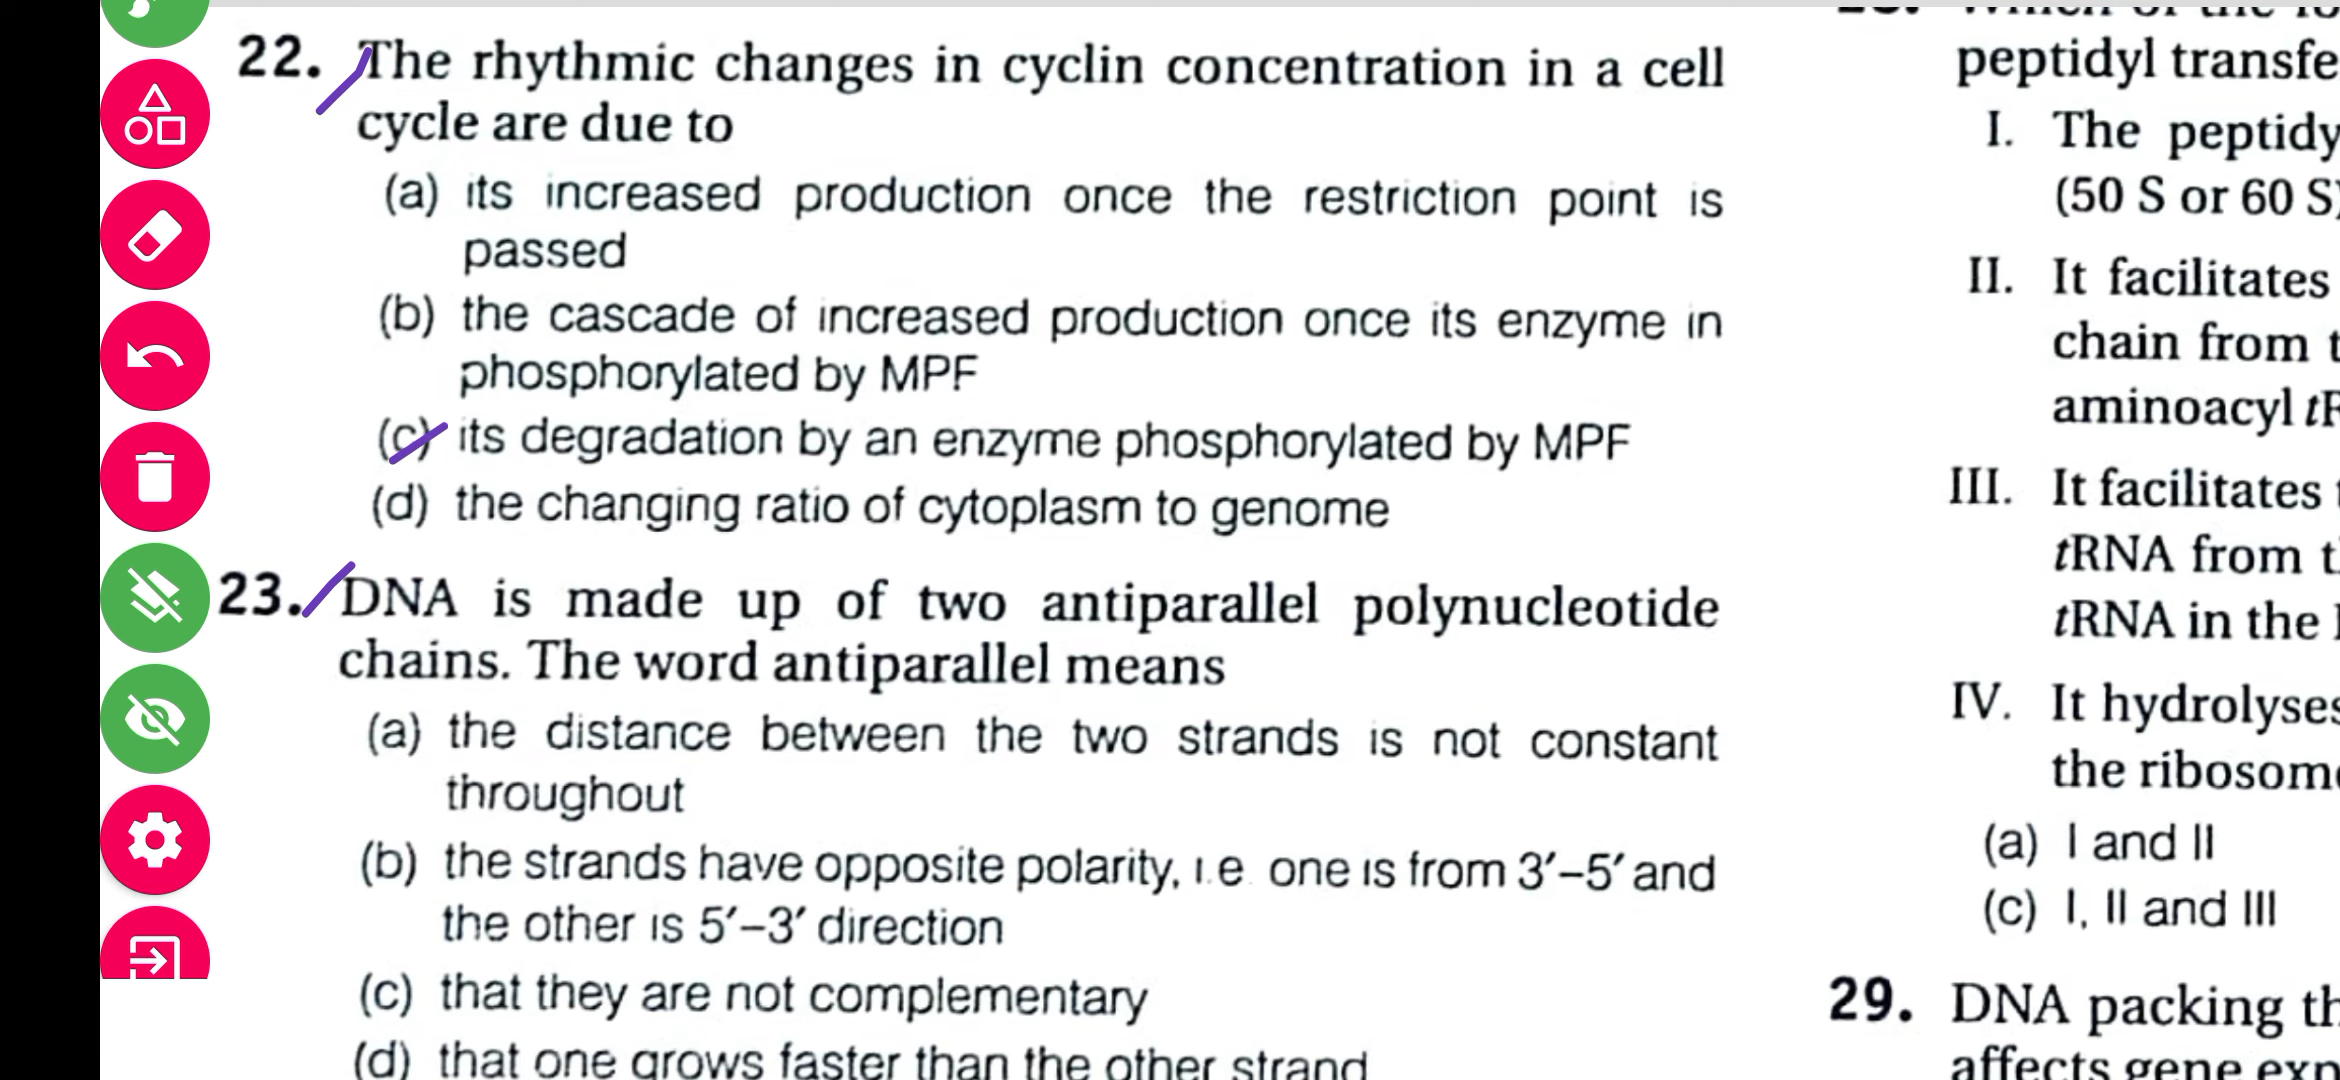 22. The rhythmic changes in cyclin concentration in a cell
cycle are due to
(a) its increased production once the restriction point is
passed
(b) the cascade of increased production once its enzyme in
phosphorylated by MPF
(c) its degradation by an enzyme phosphorylated by MPF
(d) the changing ratio of cytoplasm to genome
23. DNA is made up of two antiparallel polynucleotide
chains. The word antiparallel means
(a) the distance between the two strands is not constant
throughout
(b) the strands have opposite polarity, i.e. one is from 3′–5′ and
the other is 5′–3′ direction
(c) that they are not complementary
(d) that one grows faster than the other strand
peptidyl transfe
I. The peptidy
(50 S or 60 S)
II. It facilitates
chain from t
aminoacyl tR
III. It facilitates
tRNA from t
tRNA in the
IV. It hydrolyses
the ribosome
(a) I and II
(c) I, II and III
29. DNA packing th
affects gene exp